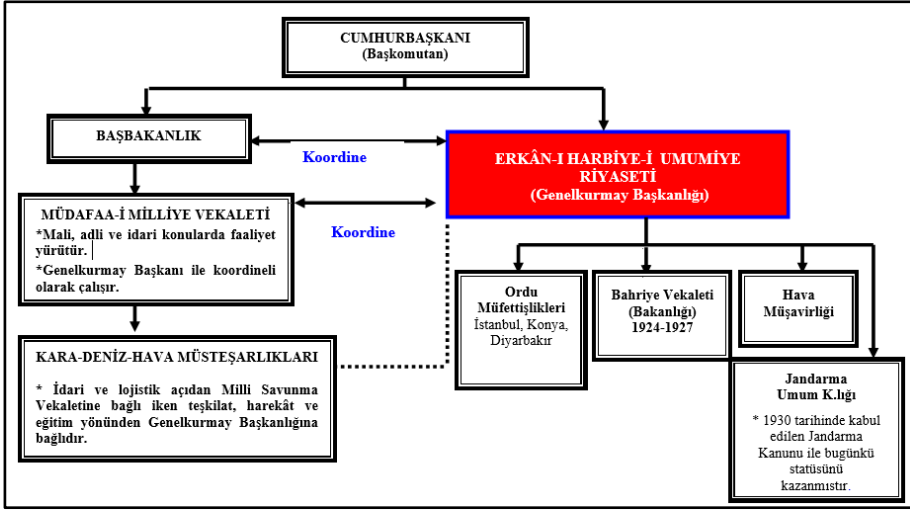 CUMHURBAŞKANI
(Başkomutan)
BAŞBAKANLIK
Koordine
ERKÂN-I HARBİYE-İ UMUMİYE
RİYASETİ
(Genelkurmay Başkanlığı)
MÜDAFAA-İ MİLLİYE VEKALETİ
*Mali, adli ve idari konularda faaliyet
yürütür.
*Genelkurmay Başkanı ile koordineli
olarak çalışır.
Koordine
Ordu
Müfettişlikleri
İstanbul, Konya,
Diyarbakır
Bahriye Vekaleti
(Bakanlığı)
1924-1927
Hava
Müşavirliği
KARA-DENİZ-HAVA MÜSTEŞARLIKLARI
* İdari ve lojistik açıdan Milli Savunma
Vekaletine bağlı iken teşkilat, harekât ve
eğitim yönünden Genelkurmay Başkanlığına
bağlıdır.
Jandarma
Umum K.lığı
* 1930 tarihinde kabul
edilen Jandarma
Kanunu ile bugünkü
statüsünü
kazanmıstır.